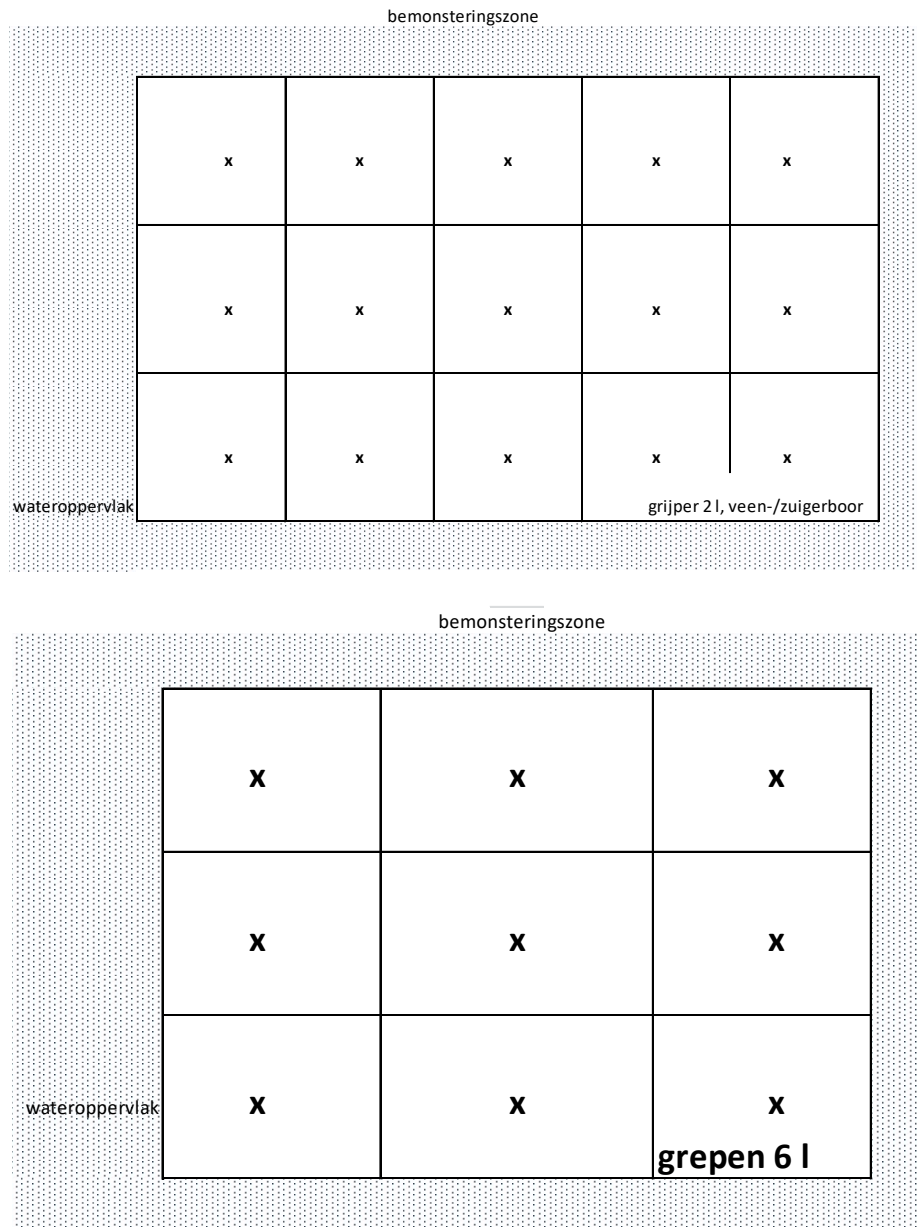 bemonsteringszone
x x x x x
x x x x x
x x x x x
wateroppervlak grijper 2 l, veen-/zuigerboor
bemonsteringszone
x x x
x x x
wateroppervlak x x x
grepen 6 l